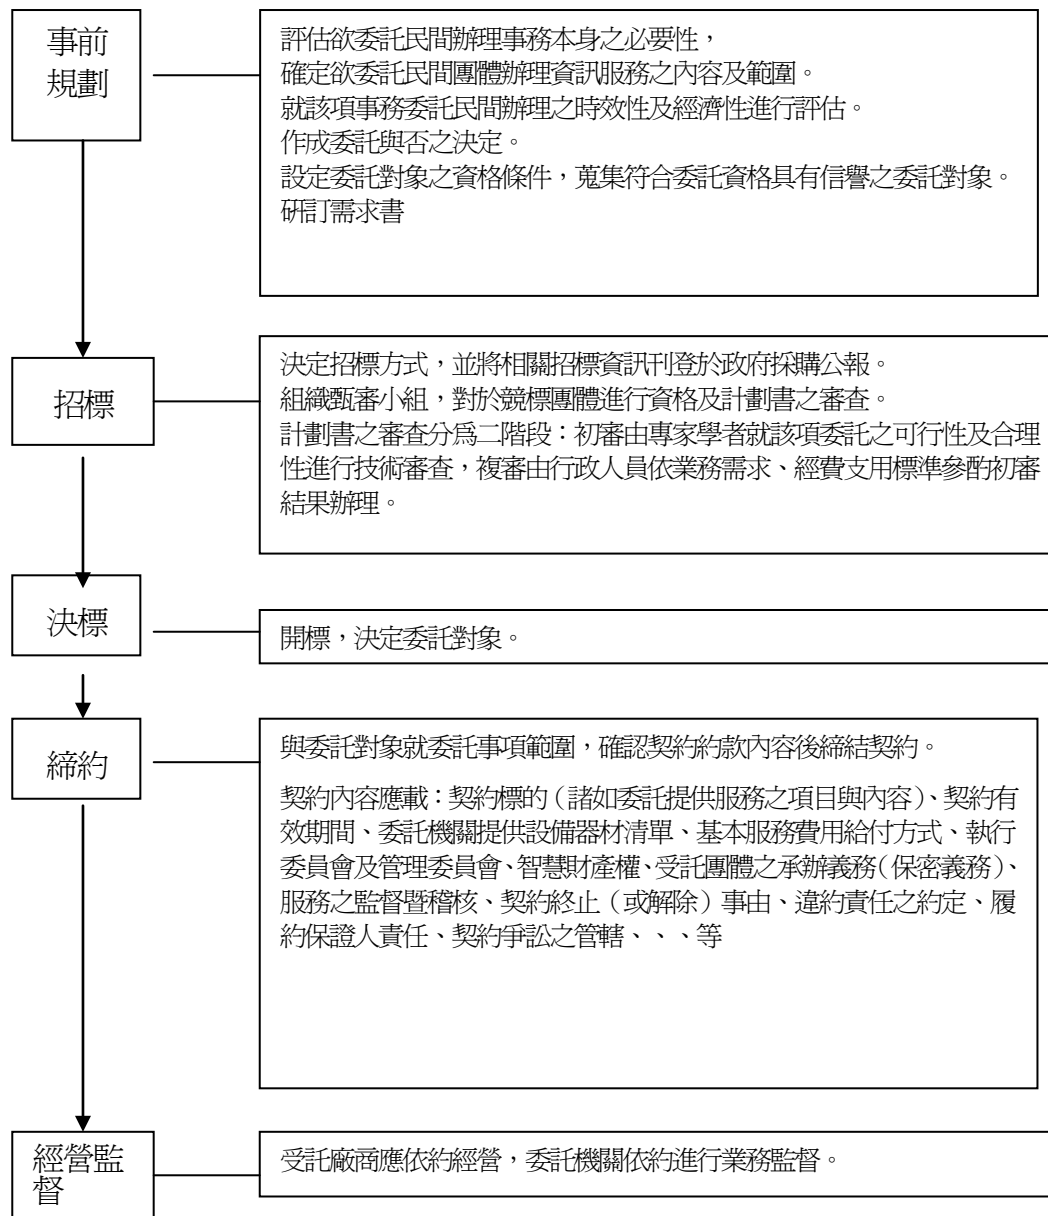 事前
規劃
評估欲委託民間辦理事務本身之必要性，
確定欲委託民間團體辦理資訊服務之內容及範圍。
就該項事務委託民間辦理之時效性及經濟性進行評估。
作成委託與否之決定。
設定委託對象之資格條件，蒐集符合委託資格具有信譽之委託對象。
研訂需求書
招標
決定招標方式，並將相關招標資訊刊登於政府採購公報。
組織甄審小組，對於競標團體進行資格及計劃書之審查。
計劃書之審查分為二階段：初審由專家學者就該項委託之可行性及合理
性進行技術審查，複審由行政人員依業務需求、經費支用標準參酌初審
結果辦理。
決標
開標，決定委託對象。
締約
與委託對象就委託事項範圍，確認契約約款內容後締結契約。
契約內容應載：契約標的（諸如委託提供服務之項目與內容）、契約有
效期間、委託機關提供設備器材清單、基本服務費用給付方式、執行
委員會及管理委員會、智慧財產權、受託團體之承辦義務（保密義務）、
服務之監督暨稽核、契約終止（或解除）事由、違約責任之約定、履
約保證人責任、契約爭訟之管轄、、、等
經營監
督
受託廠商應依約經營，委託機關依約進行業務監督。